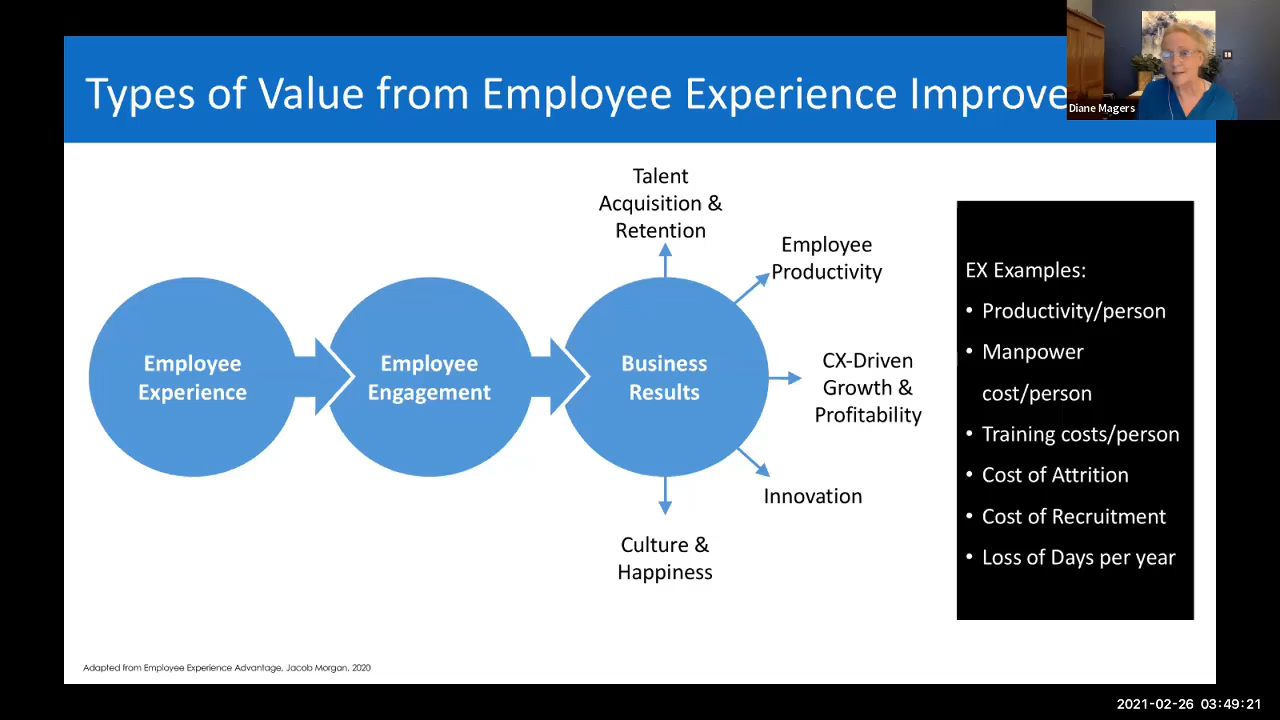 Types of Value from Employee Experience Improve
Diane Magers
Talent
Acquisition &
Retention
Employee
Productivity
Employee
Experience
Employee
Engagement
Business
Results
CX-Driven
Growth &
Profitability
Innovation
Culture &
Happiness
EX Examples:
• Productivity/person
• Manpower
cost/person
• Training costs/person
• Cost of Attrition
• Cost of Recruitment
• Loss of Days per year
Adapted from Employee Experience Advantage, Jacob Morgan, 2020
2021-02-26 03:49:21